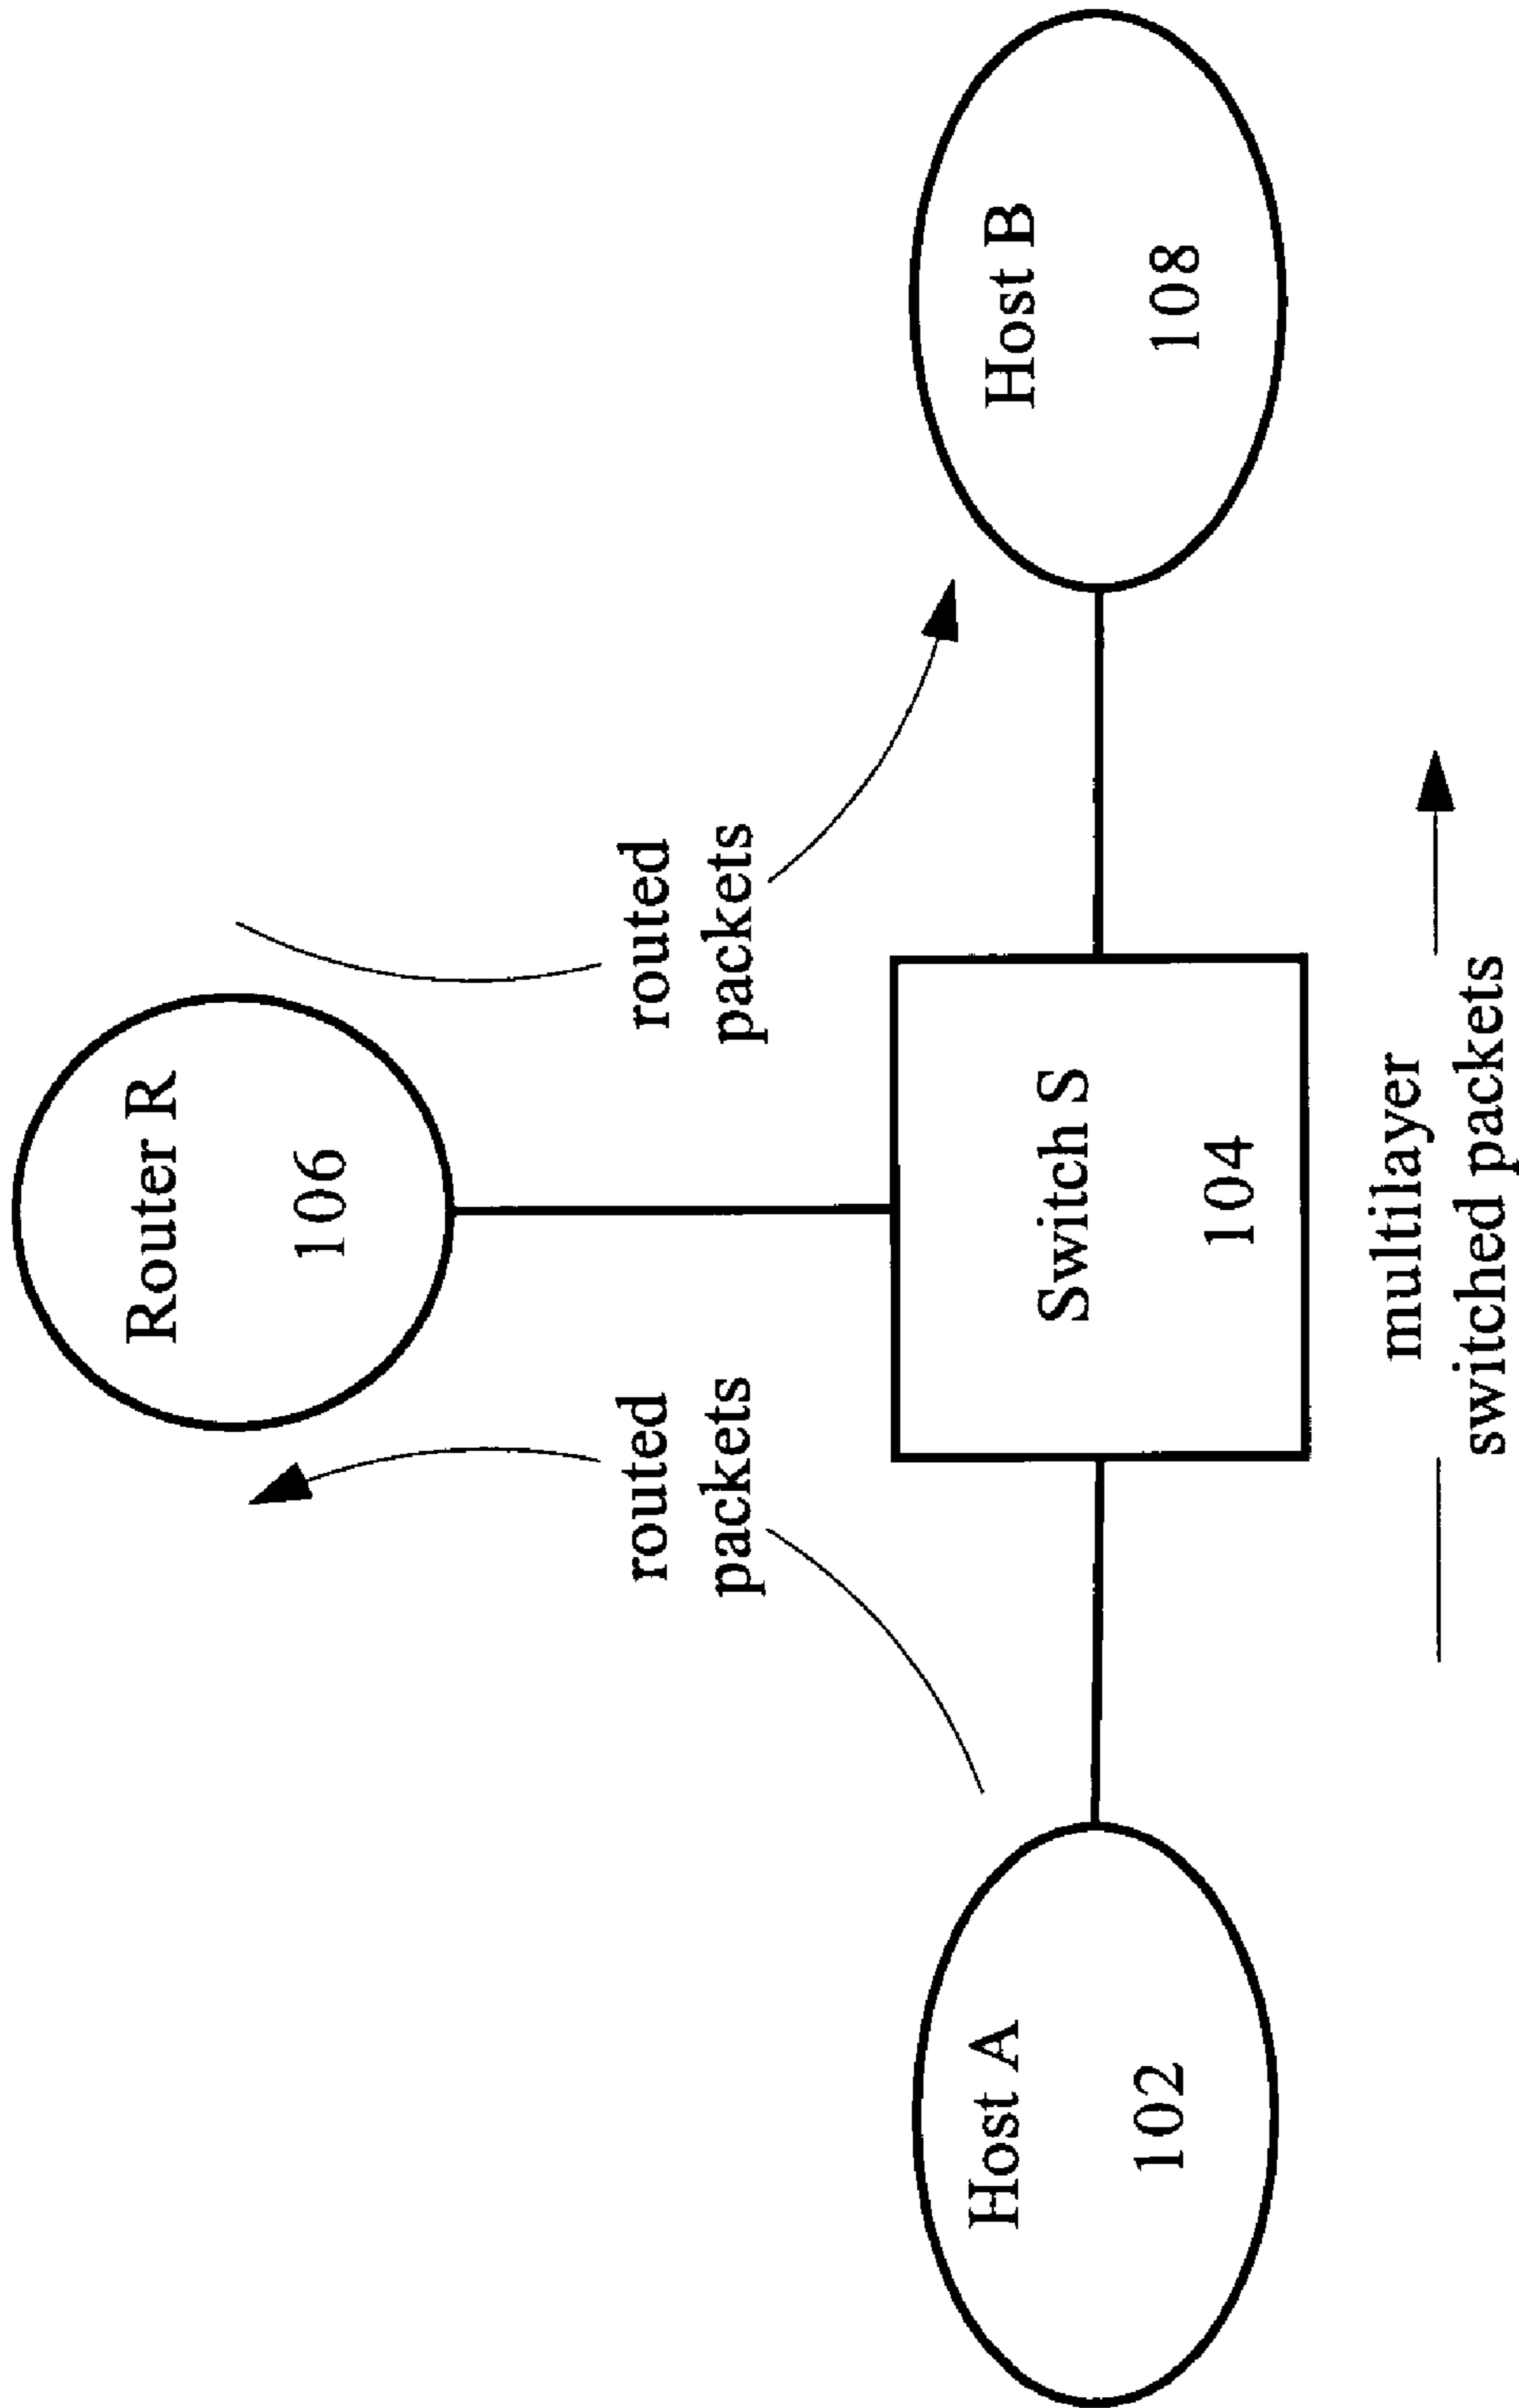 Router R
106
routed
packets
routed
packets
Host A
102
Switch S
104
Host B
108
multilayer
switched packets